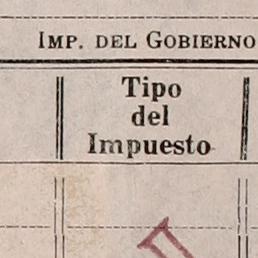 IMP. DEL GOBIERNO
Tipo
del
Impuesto